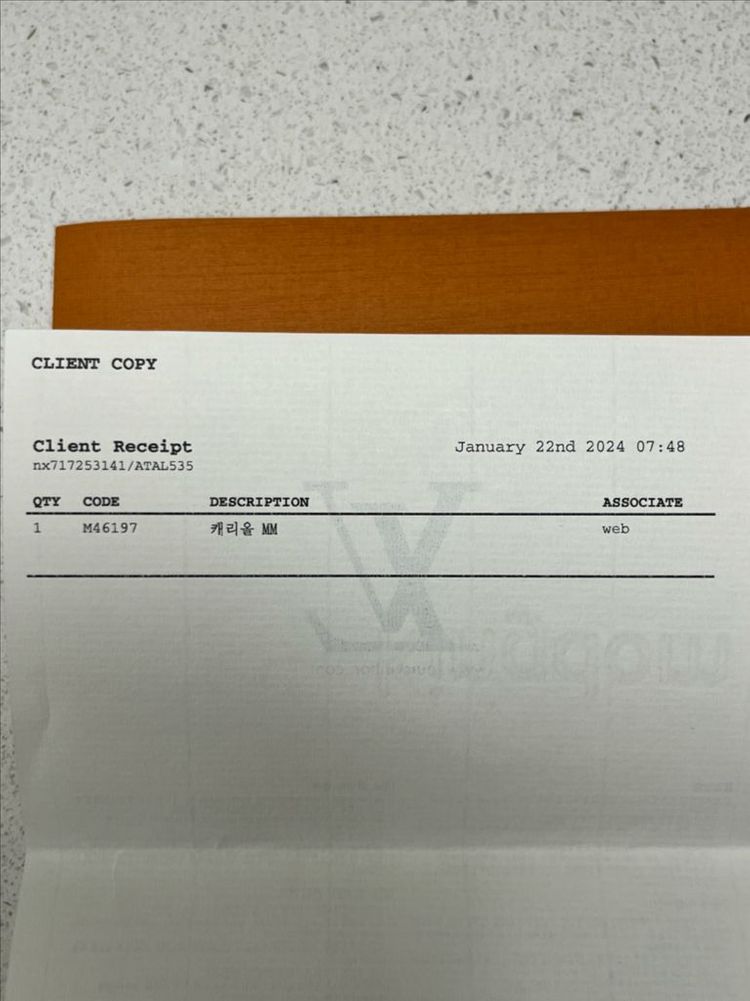 CLIENT COPY
Client Receipt
January 22nd 2024 07:48
nx717253141/ATAL535
QTY CODE DESCRIPTION ASSOCIATE
1 M46197 캐리올 MM web